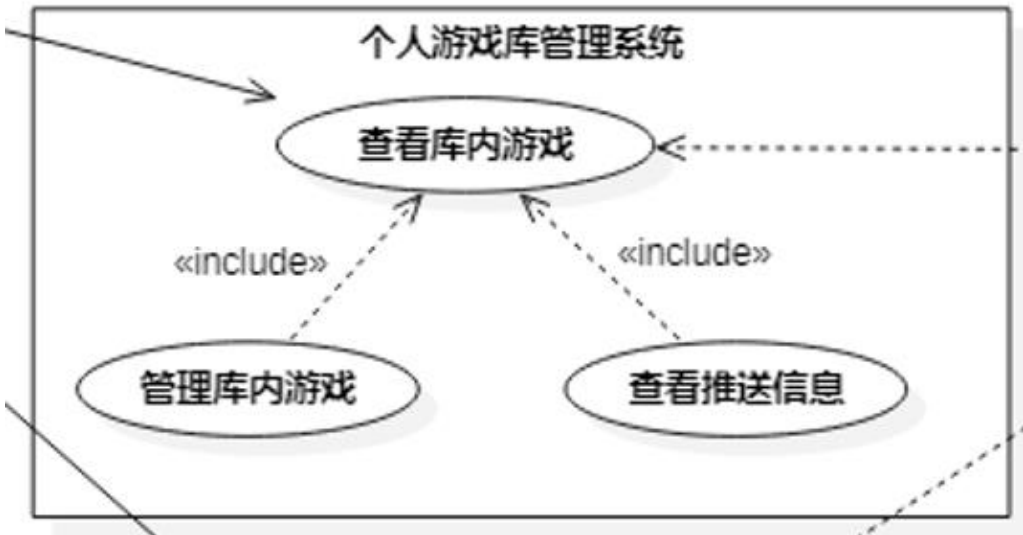 个人游戏库管理系统
查看库内游戏
«include»
«include»
管理库内游戏
查看推送信息